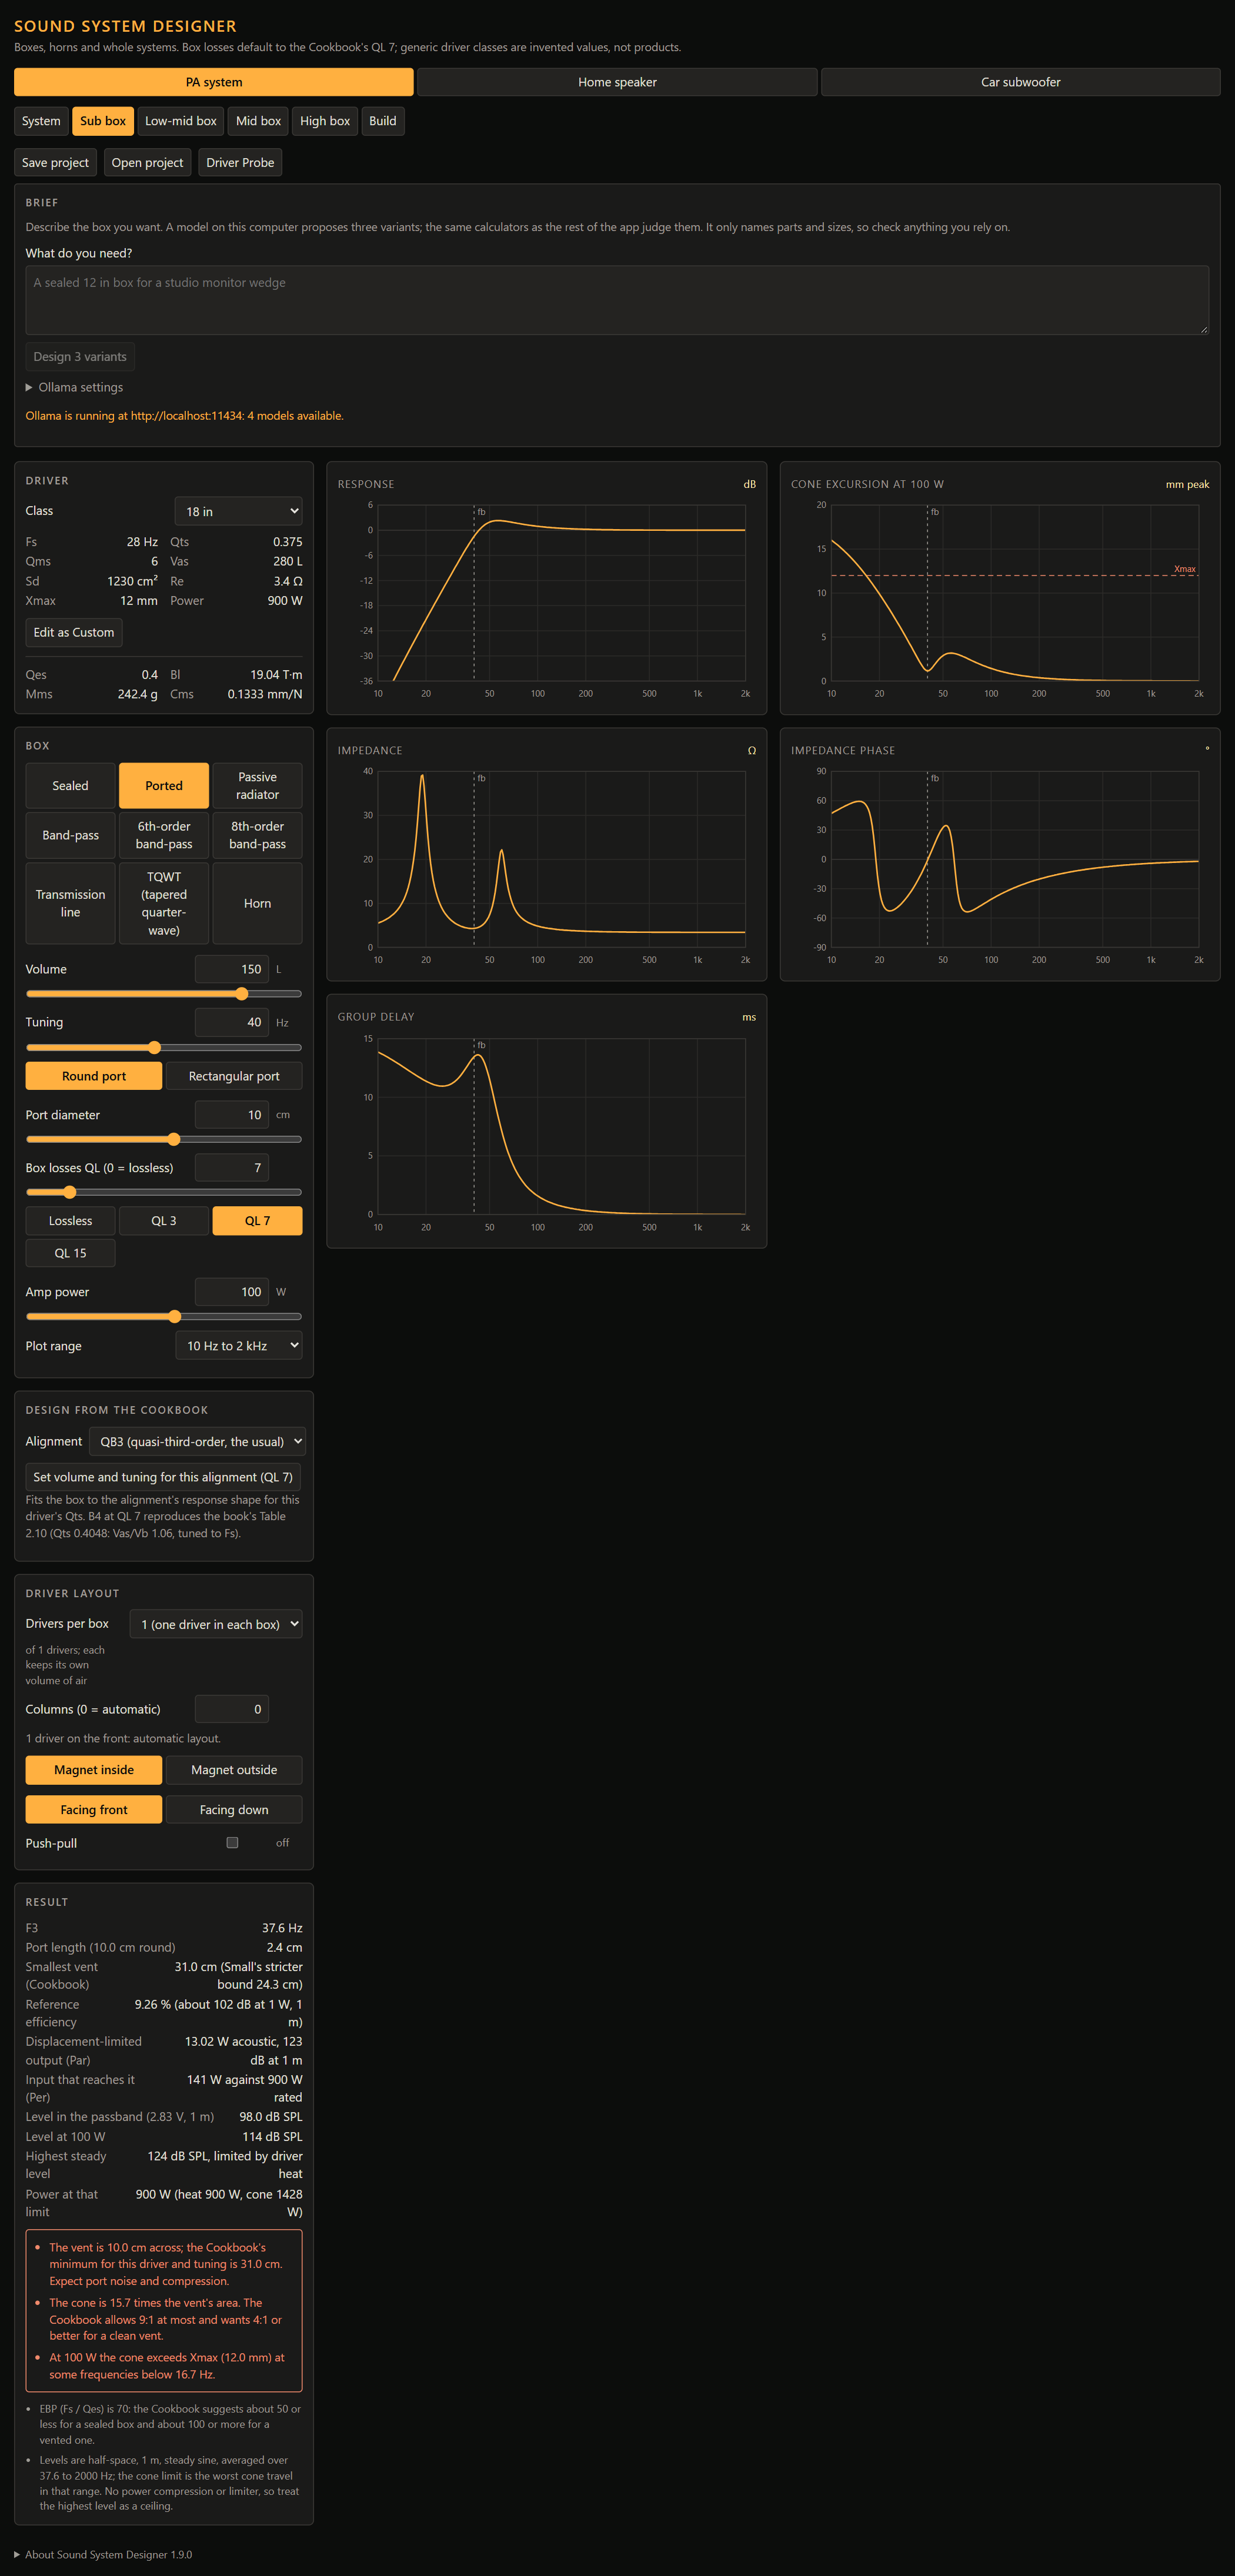 SOUND SYSTEM DESIGNER
Boxes, horns and whole systems. Box losses default to the Cookbook's QL 7; generic driver classes are invented values, not products.
PA system
Home speaker
Car subwoofer
System
Sub box
Low-mid box
Mid box
High box
Build
Save project
Open project
Driver Probe
BRIEF
Describe the box you want. A model on this computer proposes three variants; the same calculators as the rest of the app judge them. It only names parts and sizes, so check anything you rely on.
What do you need?
A sealed 12 in box for a studio monitor wedge
Design 3 variants
Ollama settings
Ollama is running at http://localhost:11434: 4 models available.
DRIVER
Class
18 in
Fs 28 Hz Qts 0.375
Qms 6 Vas 280 L
Sd 1230 cm² Re 3.4 Ω
Xmax 12 mm Power 900 W
Edit as Custom
Qes 0.4 Bl 19.04 T·m
Mms 242.4 g Cms 0.1333 mm/N
BOX
Sealed
Ported
Passive
radiator
Band-pass
6th-order
band-pass
8th-order
band-pass
Transmission
line
TQWT
(tapered
quarter-
wave)
Horn
Volume 150 L
Tuning 40 Hz
Round port
Rectangular port
Port diameter 10 cm
Box losses QL (0 = lossless) 7
Lossless
QL 3
QL 7
QL 15
Amp power 100 W
Plot range 10 Hz to 2 kHz
DESIGN FROM THE COOKBOOK
Alignment QB3 (quasi-third-order, the usual)
Set volume and tuning for this alignment (QL 7)
Fits the box to the alignment's response shape for this
driver's Qts. B4 at QL 7 reproduces the book's Table
2.10 (Qts 0.4048: Vas/Vb 1.06, tuned to Fs).
DRIVER LAYOUT
Drivers per box 1 (one driver in each box)
of 1 drivers; each
keeps its own
volume of air
Columns (0 = automatic) 0
1 driver on the front: automatic layout.
Magnet inside
Magnet outside
Facing front
Facing down
Push-pull off
RESULT
F3 37.6 Hz
Port length (10.0 cm round) 2.4 cm
Smallest vent 31.0 cm (Small's stricter
(Cookbook) bound 24.3 cm)
Reference 9.26 % (about 102 dB at 1 W, 1
efficiency m)
Displacement-limited 13.02 W acoustic, 123
output (Par) dB at 1 m
Input that reaches it 141 W against 900 W
(Per) rated
Level in the passband (2.83 V, 1 m) 98.0 dB SPL
Level at 100 W 114 dB SPL
Highest steady 124 dB SPL, limited by driver
level heat
Power at that 900 W (heat 900 W, cone 1428
limit W)
• The vent is 10.0 cm across; the Cookbook's
minimum for this driver and tuning is 31.0 cm.
Expect port noise and compression.
• The cone is 15.7 times the vent's area. The
Cookbook allows 9:1 at most and wants 4:1 or
better for a clean vent.
• At 100 W the cone exceeds Xmax (12.0 mm) at
some frequencies below 16.7 Hz.
• EBP (Fs / Qes) is 70: the Cookbook suggests about 50 or
less for a sealed box and about 100 or more for a
vented one.
• Levels are half-space, 1 m, steady sine, averaged over
37.6 to 2000 Hz; the cone limit is the worst cone travel
in that range. No power compression or limiter, so treat
the highest level as a ceiling.
RESPONSE dB
6
0
-6
-12
-18
-24
-30
-36
fb
10 20 50 100 200 500 1k 2k
CONE EXCURSION AT 100 W mm peak
20
15
10
5
0
fb
Xmax
10 20 50 100 200 500 1k 2k
IMPEDANCE Ω
40
30
20
10
0
fb
10 20 50 100 200 500 1k 2k
IMPEDANCE PHASE °
90
60
30
0
-30
-60
-90
fb
10 20 50 100 200 500 1k 2k
GROUP DELAY ms
15
10
5
0
fb
10 20 50 100 200 500 1k 2k
About Sound System Designer 1.9.0